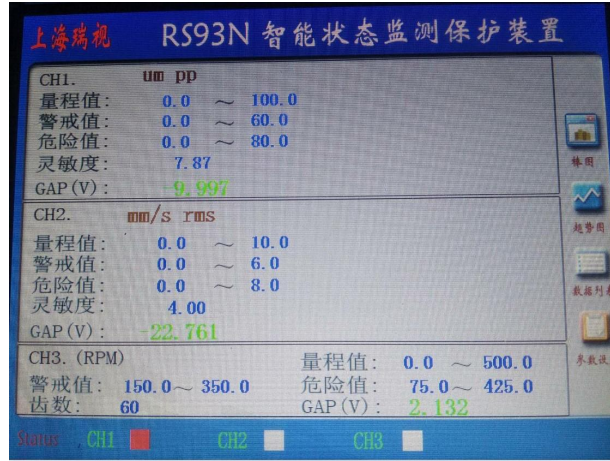 上海瑞视 RS93N 智能状态监测保护装置
CH1. um pp
量程值: 0.0 ~ 100.0
警戒值: 0.0 ~ 60.0
危险值: 0.0 ~ 80.0
灵敏度: 7.87
GAP(V): -9.997
棒图
CH2. mm/s rms
趋势图
量程值: 0.0 ~ 10.0
警戒值: 0.0 ~ 6.0
危险值: 0.0 ~ 8.0
数据列表
灵敏度: 4.00
GAP(V): -22.761
CH3. (RPM) 量程值: 0.0 ~ 500.0
参数设
警戒值: 150.0~ 350.0 危险值: 75.0~ 425.0
齿数: 60 GAP(V): 2.132
Status CH1 CH2 CH3